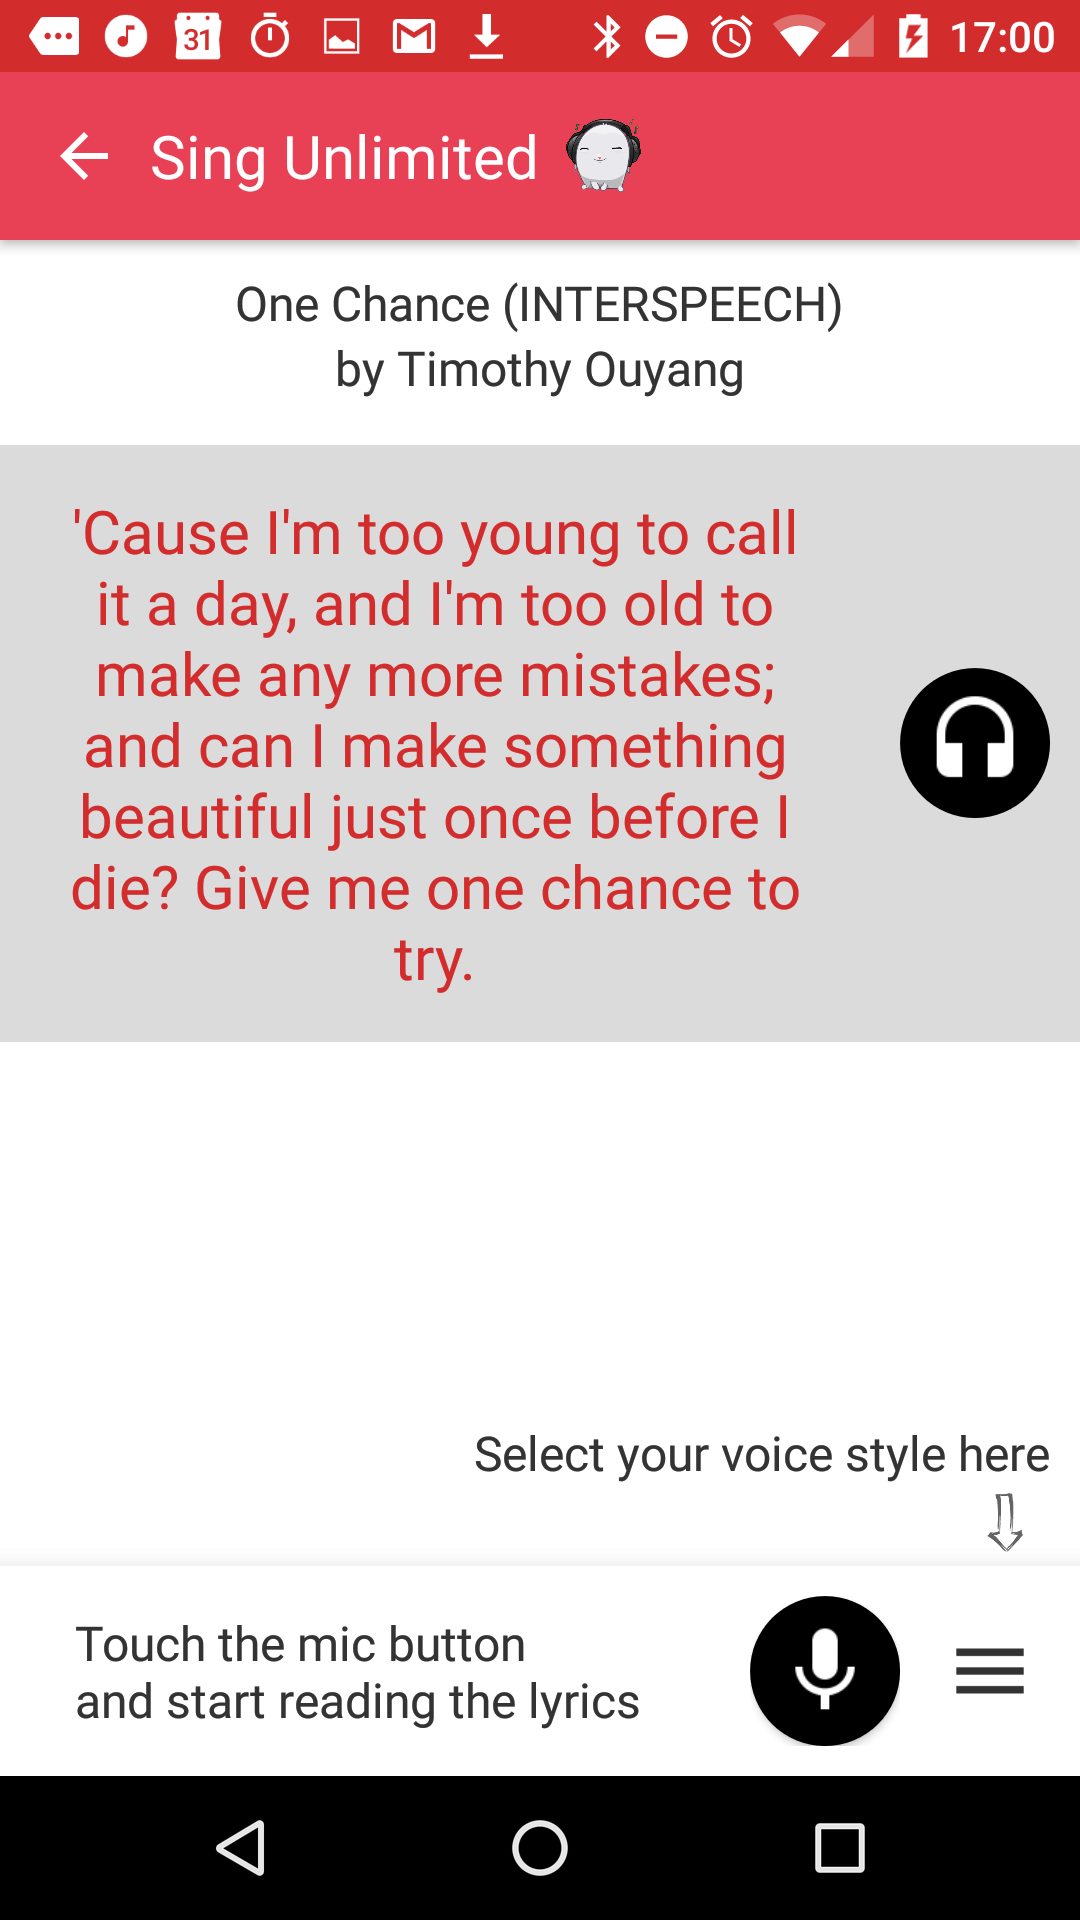 31
17:00
Sing Unlimited
One Chance (INTERSPEECH)
by Timothy Ouyang
'Cause I'm too young to call
it a day, and I'm too old to
make any more mistakes;
and can I make something
beautiful just once before I
die? Give me one chance to
try.
Select your voice style here
Touch the mic button
and start reading the lyrics